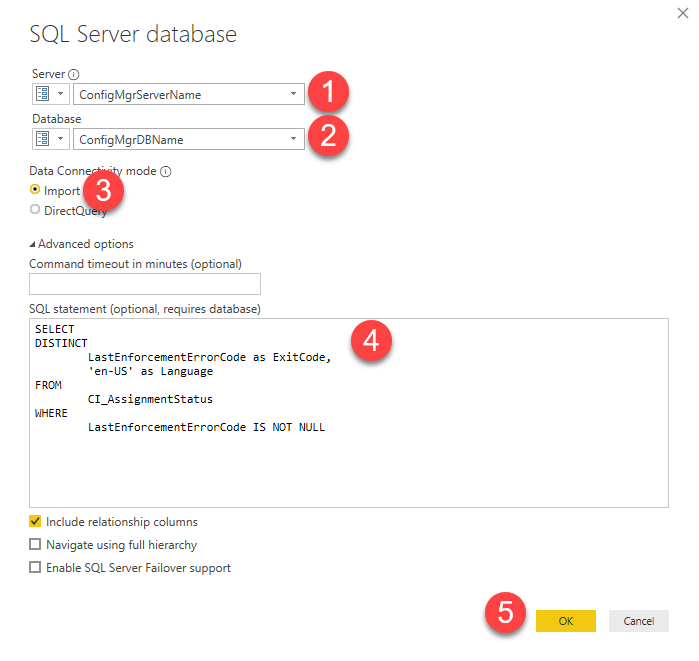 SQL Server database
Server
ConfigMgrServerName
1
Database
ConfigMgrDBName
2
Data Connectivity mode
Import
3
DirectQuery
Advanced options
Command timeout in minutes (optional)
SQL statement (optional, requires database)
SELECT
4
DISTINCT
LastEnforcementErrorCode as ExitCode,
'en-US' as Language
FROM
CI_AssignmentStatus
WHERE
LastEnforcementErrorCode IS NOT NULL
Include relationship columns
Navigate using full hierarchy
Enable SQL Server Failover support
5
OK
Cancel